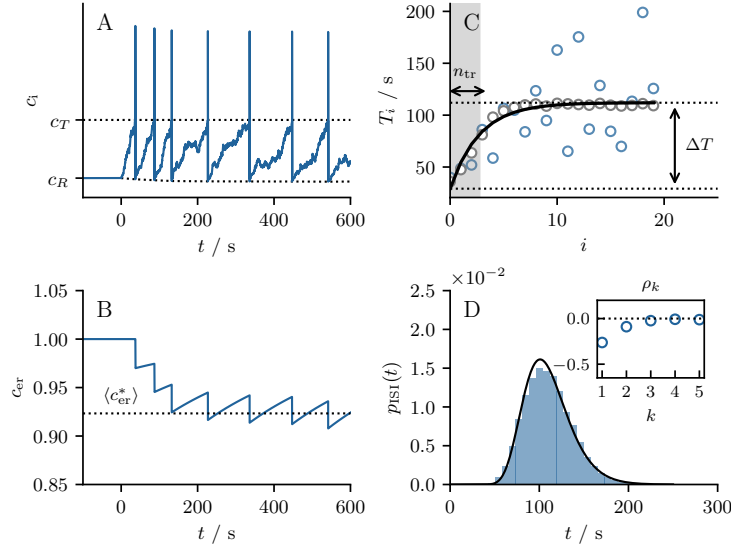 A
c_i
c_T
c_R
0
200
400
600
t / s
C
T_i / s
200
150
100
50
n_tr
ΔT
0
10
20
i
B
c_er
1.05
1.00
0.95
0.90
0.85
⟨c*_er⟩
0
200
400
600
t / s
×10⁻²
D
p_ISI(t)
2.5
2.0
1.5
1.0
0.5
0.0
0
100
200
300
t / s
ρ_k
0.0
−0.5
1 2 3 4 5
k